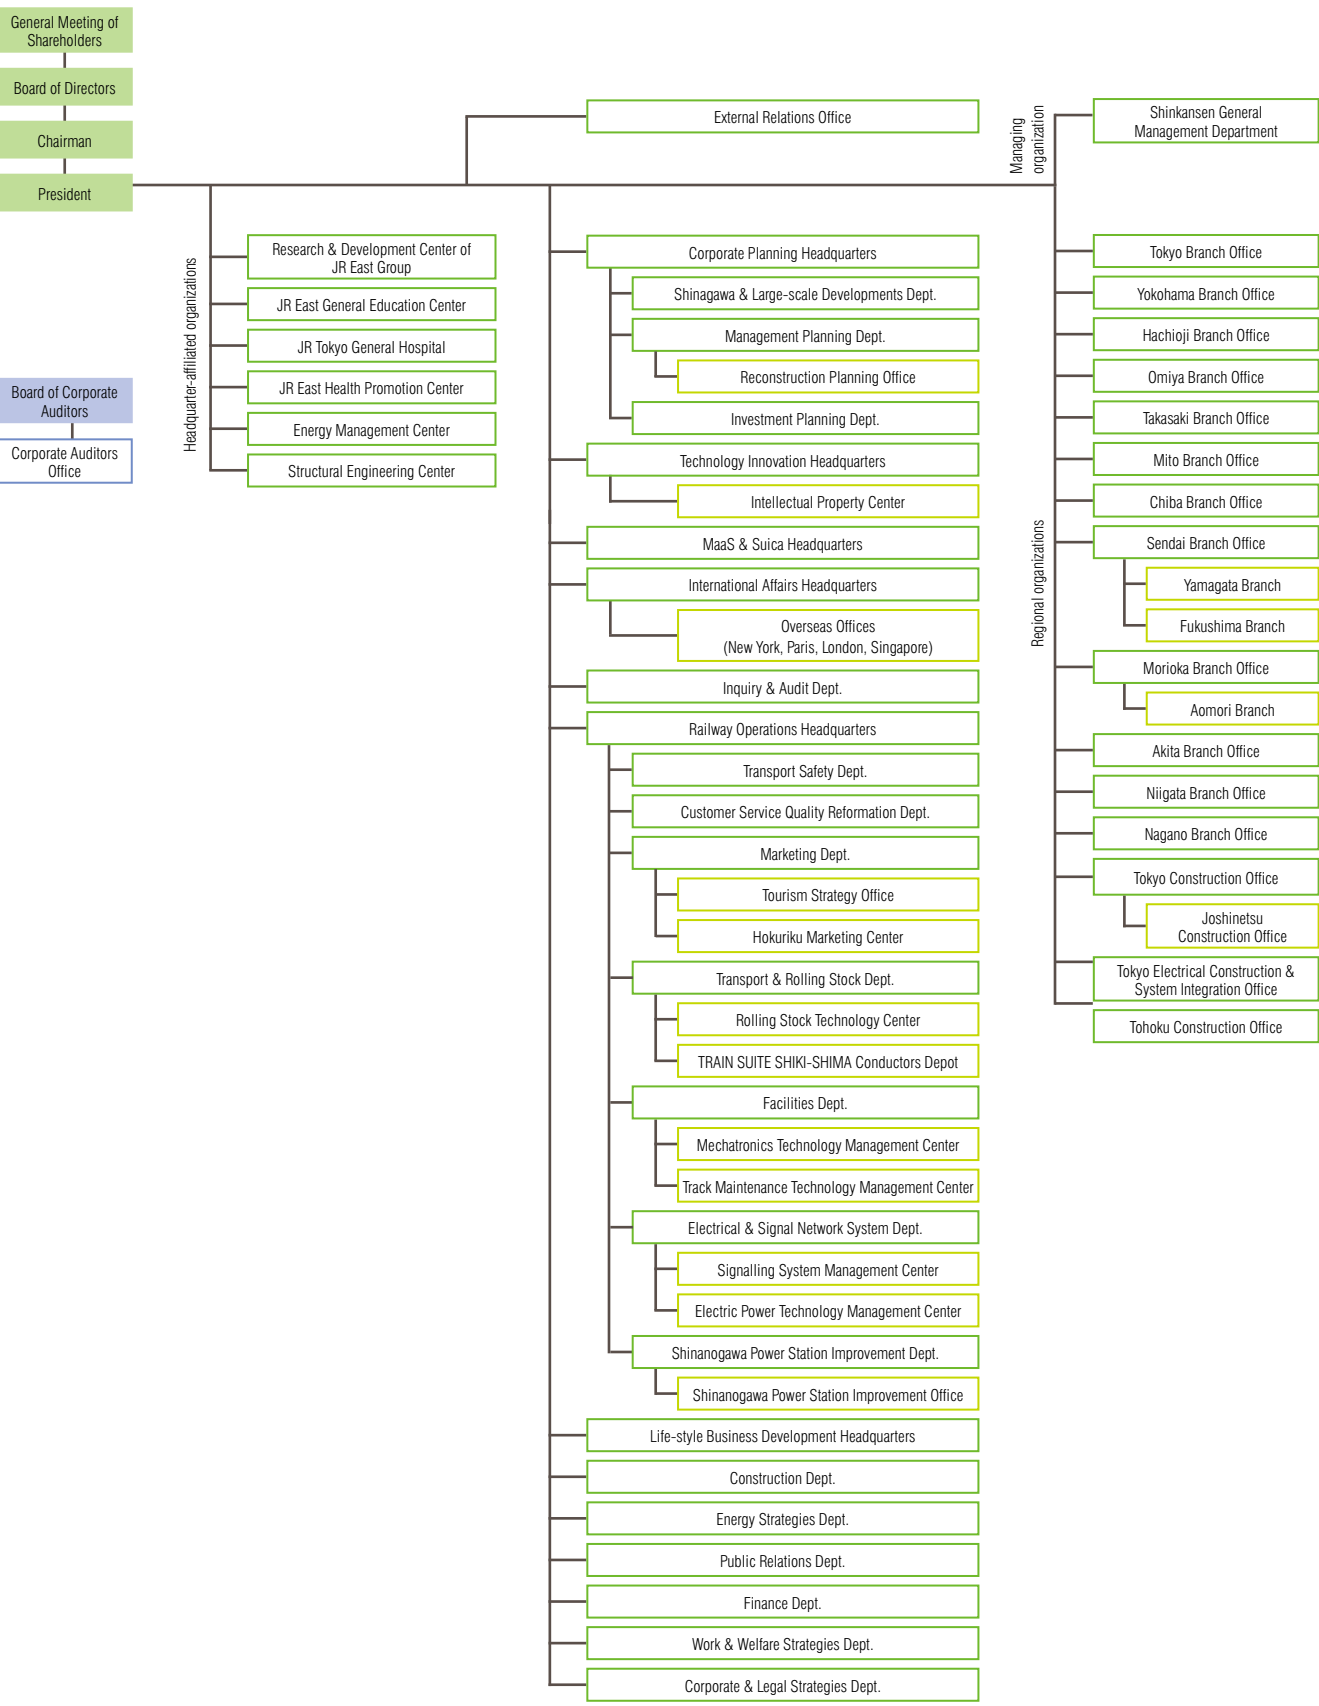 General Meeting of
Shareholders
Board of Directors
Chairman
President
Board of Corporate
Auditors
Corporate Auditors
Office
Headquarter-affiliated organizations
Research & Development Center of
JR East Group
JR East General Education Center
JR Tokyo General Hospital
JR East Health Promotion Center
Energy Management Center
Structural Engineering Center
External Relations Office
Corporate Planning Headquarters
Shinagawa & Large-scale Developments Dept.
Management Planning Dept.
Reconstruction Planning Office
Investment Planning Dept.
Technology Innovation Headquarters
Intellectual Property Center
MaaS & Suica Headquarters
International Affairs Headquarters
Overseas Offices
(New York, Paris, London, Singapore)
Inquiry & Audit Dept.
Railway Operations Headquarters
Transport Safety Dept.
Customer Service Quality Reformation Dept.
Marketing Dept.
Tourism Strategy Office
Hokuriku Marketing Center
Transport & Rolling Stock Dept.
Rolling Stock Technology Center
TRAIN SUITE SHIKI-SHIMA Conductors Depot
Facilities Dept.
Mechatronics Technology Management Center
Track Maintenance Technology Management Center
Electrical & Signal Network System Dept.
Signalling System Management Center
Electric Power Technology Management Center
Shinanogawa Power Station Improvement Dept.
Shinanogawa Power Station Improvement Office
Life-style Business Development Headquarters
Construction Dept.
Energy Strategies Dept.
Public Relations Dept.
Finance Dept.
Work & Welfare Strategies Dept.
Corporate & Legal Strategies Dept.
Managing
organization
Shinkansen General
Management Department
Regional organizations
Tokyo Branch Office
Yokohama Branch Office
Hachioji Branch Office
Omiya Branch Office
Takasaki Branch Office
Mito Branch Office
Chiba Branch Office
Sendai Branch Office
Yamagata Branch
Fukushima Branch
Morioka Branch Office
Aomori Branch
Akita Branch Office
Niigata Branch Office
Nagano Branch Office
Tokyo Construction Office
Joshinetsu
Construction Office
Tokyo Electrical Construction &
System Integration Office
Tohoku Construction Office